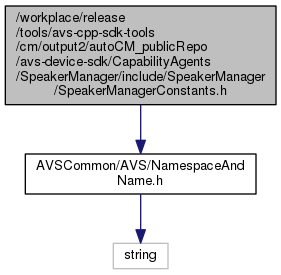 /workplace/release
/tools/avs-cpp-sdk-tools
/cm/output2/autoCM_publicRepo
/avs-device-sdk/CapabilityAgents
/SpeakerManager/include/SpeakerManager
/SpeakerManagerConstants.h
AVSCommon/AVS/NamespaceAnd
Name.h
string